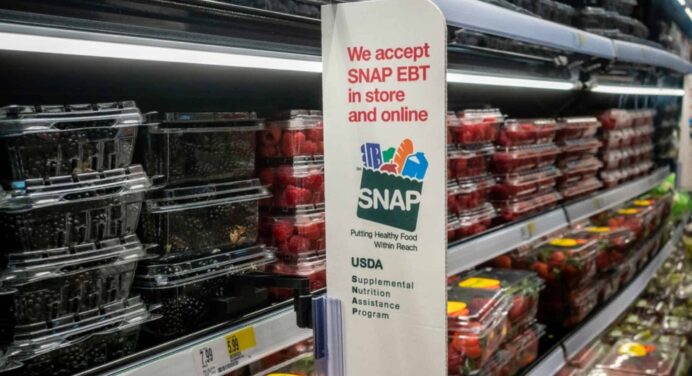 We accept
SNAP EBT
in store
and online
SNAP
Putting Healthy Food
Within Reach
USDA
Supplemental
Nutrition
Assistance
Program
7.99
5.99